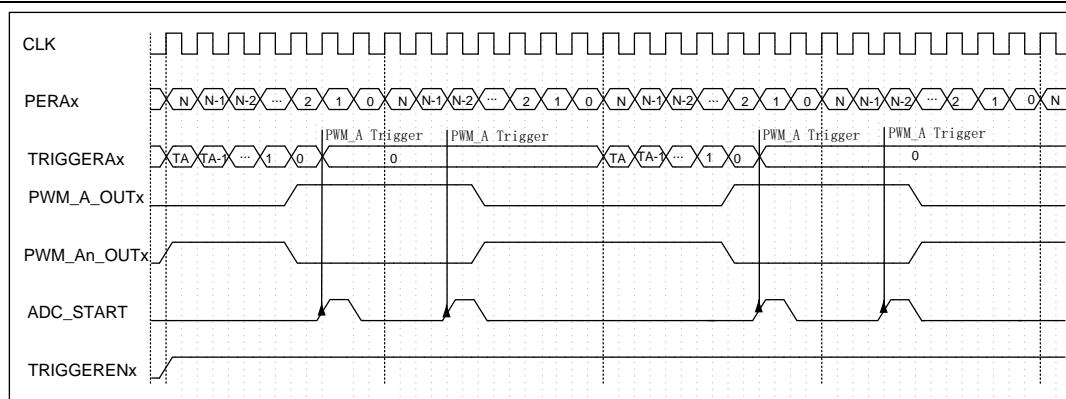 CLK
PERAx N N-1 N-2 ... 2 1 0 N N-1 N-2 ... 2 1 0 N N-1 N-2 ... 2 1 0 N N-1 N-2 ... 2 1 0 N
PWM_A Trigger PWM_A Trigger PWM_A Trigger PWM_A Trigger
TRIGGERAx TA TA-1 ... 1 0 0 TA TA-1 ... 1 0 0
PWM_A_OUTx
PWM_An_OUTx
ADC_START
TRIGGERENx